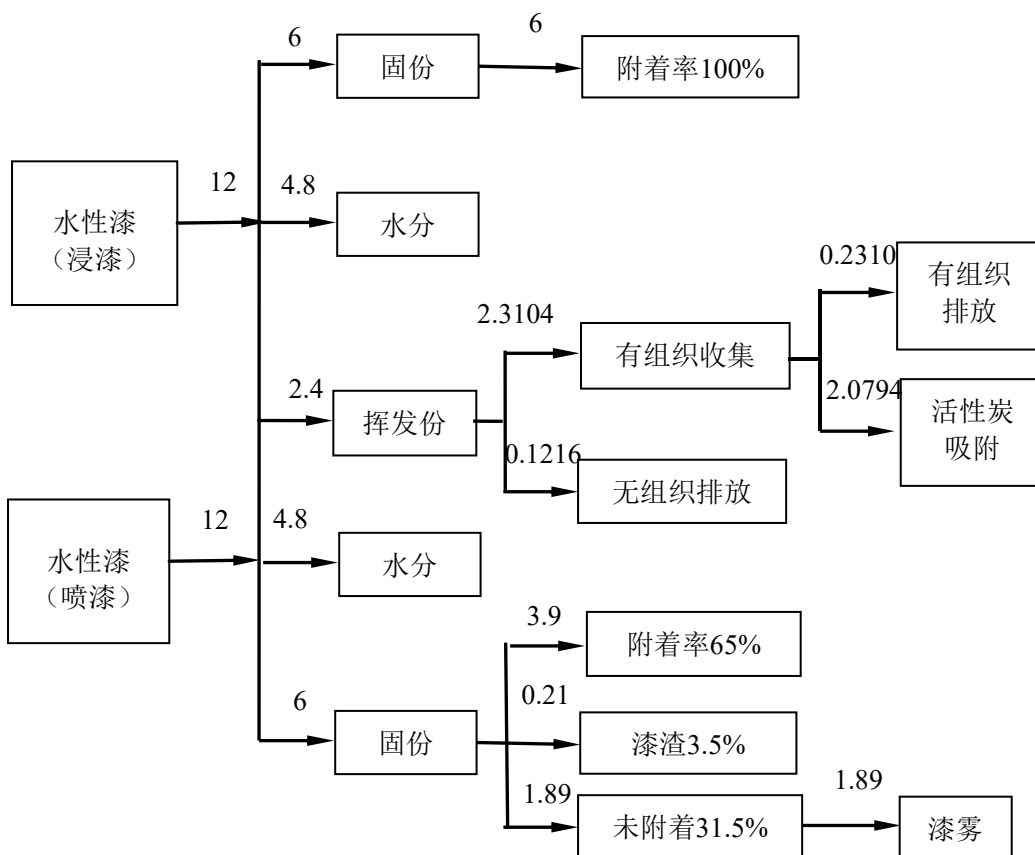 6
固份
6
附着率100%
水性漆
（浸漆）
12
4.8
水分
2.4
挥发份
2.3104
有组织收集
0.2310
有组织
排放
2.0794
活性炭
吸附
0.1216
无组织排放
水性漆
（喷漆）
12
4.8
水分
6
固份
3.9
附着率65%
0.21
漆渣3.5%
1.89
未附着31.5%
1.89
漆雾